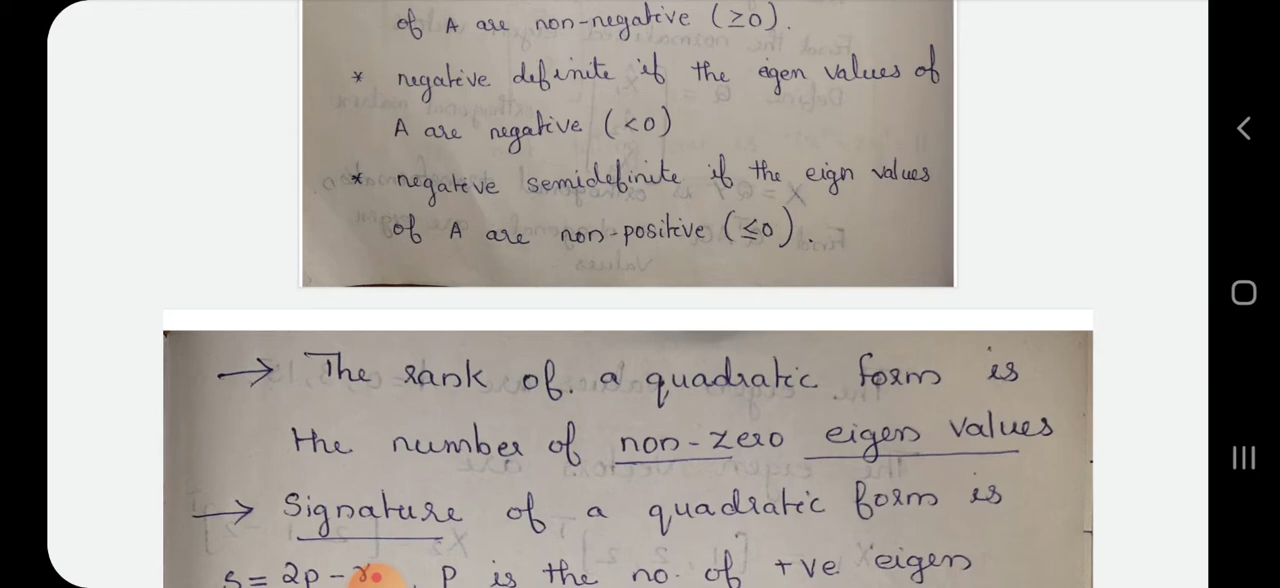 of A are non-negative (≥0).
* negative definite if the eigen values of
A are negative (<0)
* negative semidefinite if the eign values
of A are non-positive (≤0).
→ The rank of a quadratic form is
the number of non-zero eigen values
→ Signature of a quadratic form is
s = 2p - r. P is the no. of +ve eigen